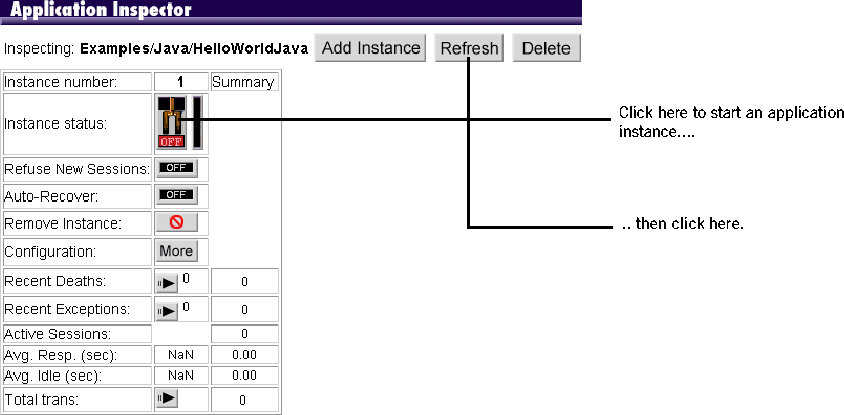 Application Inspector
Inspecting: Examples/Java/HelloWorldJava Add Instance Refresh Delete
Instance number: 1 Summary
Instance status: OFF
Click here to start an application
instance....
Refuse New Sessions: OFF
Auto-Recover: OFF
Remove Instance:
.. then click here.
Configuration: More
Recent Deaths: 0 0
Recent Exceptions: 0 0
Active Sessions: 0
Avg. Resp. (sec): NaN 0.00
Avg. Idle (sec): NaN 0.00
Total trans: 0